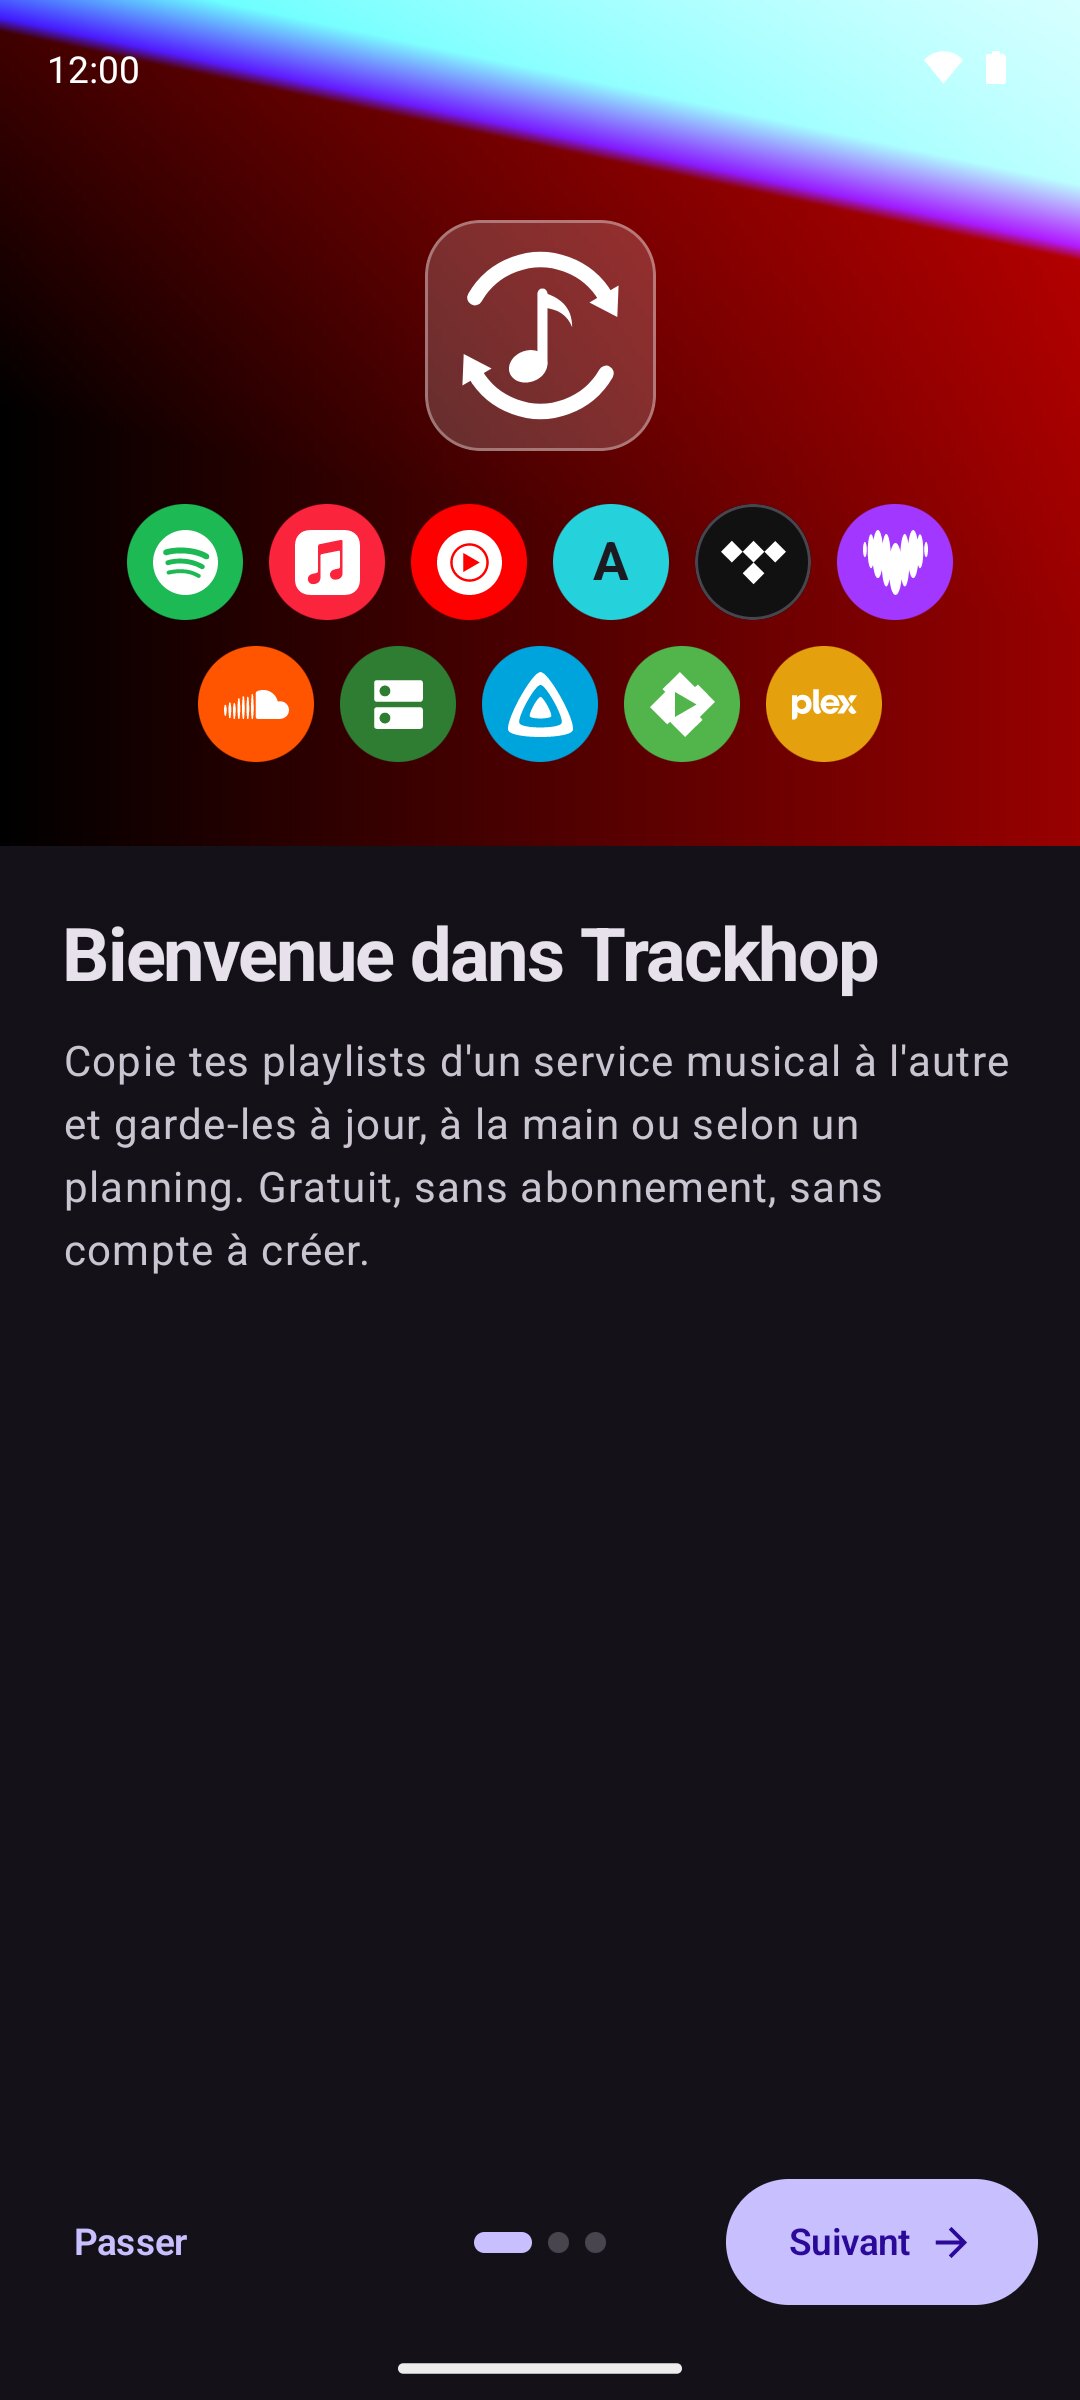 12:00
A
plex
Bienvenue dans Trackhop
Copie tes playlists d'un service musical à l'autre
et garde-les à jour, à la main ou selon un
planning. Gratuit, sans abonnement, sans
compte à créer.
Passer
Suivant